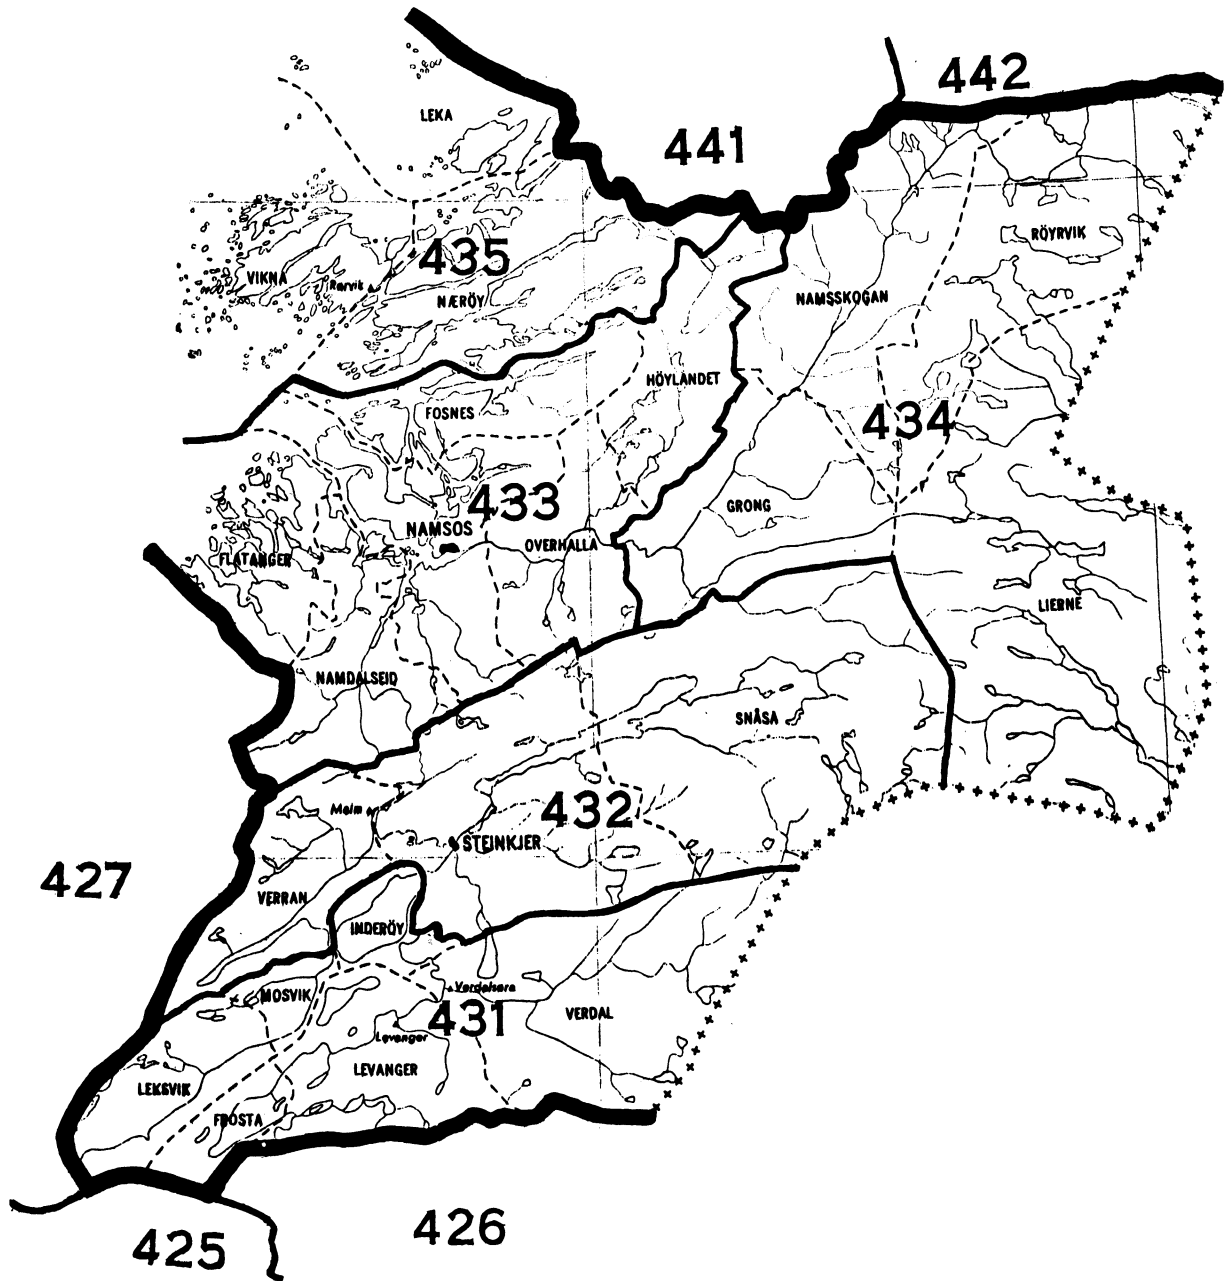 442
LEKA
441
RÖYRVIK
435
VIKNA
Rørvik
NÆRÖY
NAMSSKOGAN
HÖYLANDET
FOSNES
434
433
GRONG
NAMSOS
OVERHALLA
FLATANGER
LIERNE
NAMDALSEID
SNÅSA
Malm
432
STEINKJER
427
VERRAN
INDERÖY
MOSVIK
Verdalsøra
431
VERDAL
Levanger
LEVANGER
LEKSVIK
FROSTA
426
425